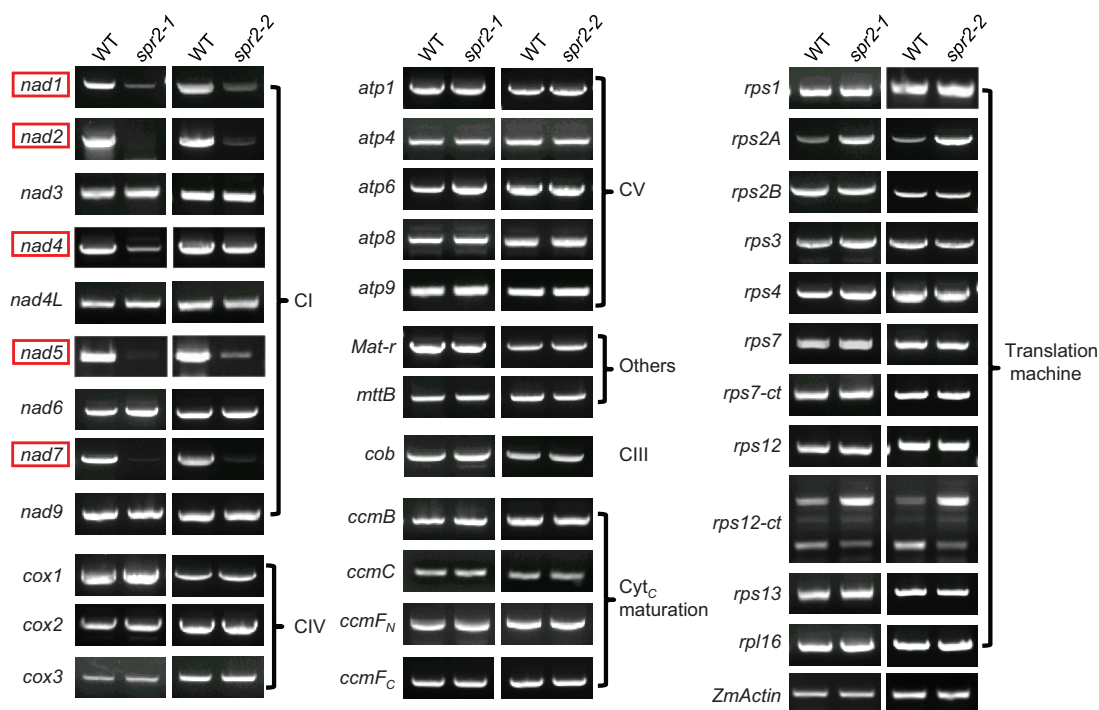 WT spr2-1 WT spr2-2
nad1
nad2
nad3
nad4
nad4L
nad5
nad6
nad7
nad9
CI
cox1
cox2
cox3
CIV
WT spr2-1 WT spr2-2
atp1
atp4
atp6
atp8
atp9
CV
Mat-r
mttB
Others
cob
CIII
ccmB
ccmC
ccmFN
ccmFC
CytC
maturation
WT spr2-1 WT spr2-2
rps1
rps2A
rps2B
rps3
rps4
rps7
rps7-ct
rps12
rps12-ct
rps13
rpl16
Translation
machine
ZmActin